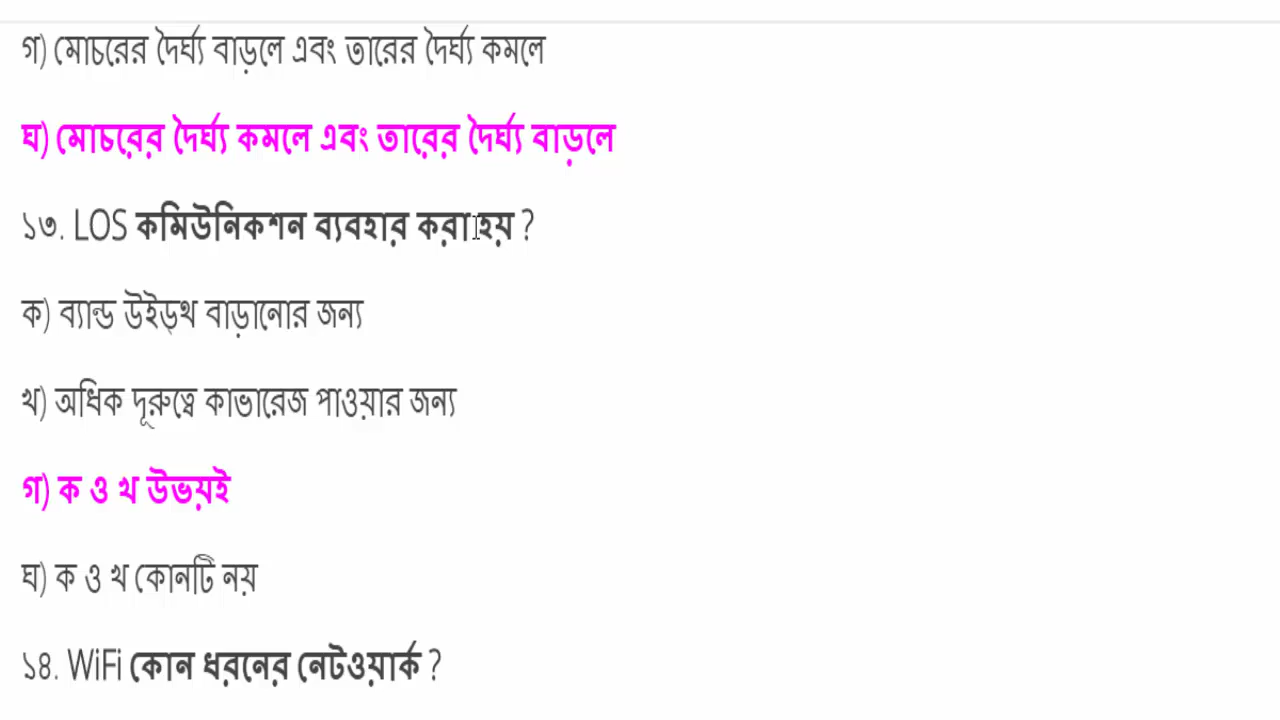 গ) মোচরের দৈর্ঘ্য বাড়লে এবং তারের দৈর্ঘ্য কমলে
ঘ) মোচরের দৈর্ঘ্য কমলে এবং তারের দৈর্ঘ্য বাড়লে
১৩. LOS কমিউনিকশন ব্যবহার করা হয় ?
ক) ব্যান্ড উইড্থ বাড়ানোর জন্য
খ) অধিক দূরুত্বে কাভারেজ পাওয়ার জন্য
গ) ক ও খ উভয়ই
ঘ) ক ও খ কোনটি নয়
১৪. WiFi কোন ধরনের নেটওয়ার্ক ?